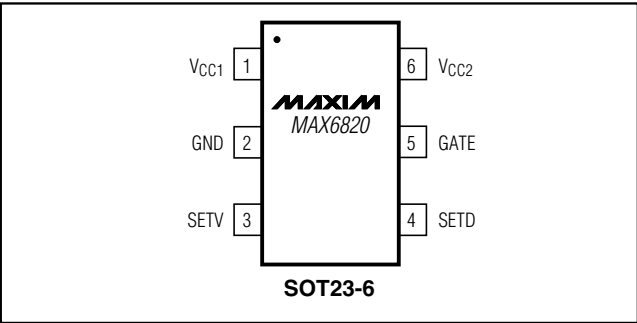 VCC1 1 6 VCC2
MAXIM
MAX6820
GND 2 5 GATE
SETV 3 4 SETD
SOT23-6